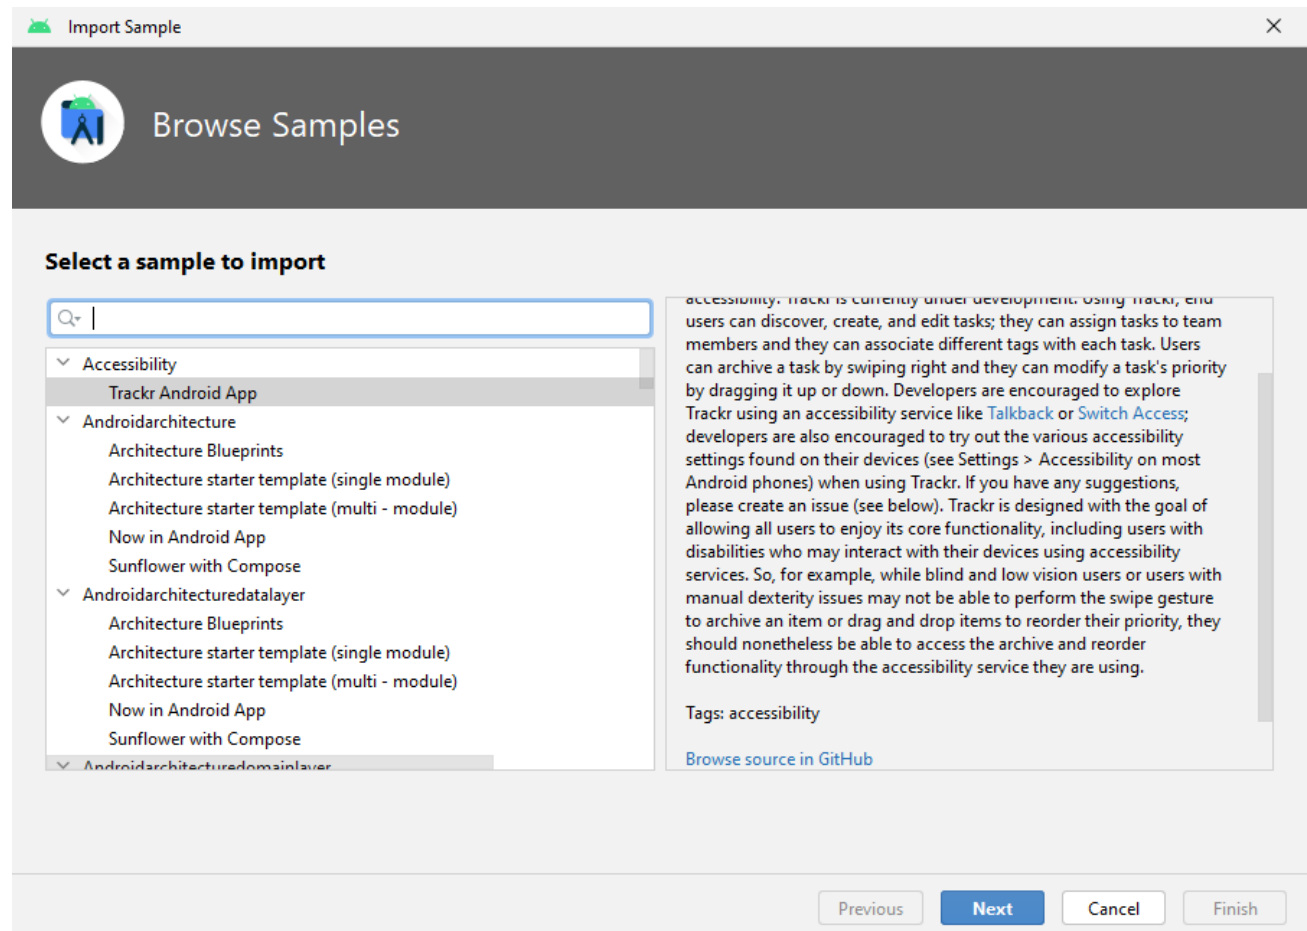 Import Sample
Browse Samples
Select a sample to import
Accessibility
Trackr Android App
Androidarchitecture
Architecture Blueprints
Architecture starter template (single module)
Architecture starter template (multi - module)
Now in Android App
Sunflower with Compose
Androidarchitecturedatalayer
Architecture Blueprints
Architecture starter template (single module)
Architecture starter template (multi - module)
Now in Android App
Sunflower with Compose
Androidarchitecturedomainlayer
accessibility. Trackr is currently under development. Using Trackr, end
users can discover, create, and edit tasks; they can assign tasks to team
members and they can associate different tags with each task. Users
can archive a task by swiping right and they can modify a task's priority
by dragging it up or down. Developers are encouraged to explore
Trackr using an accessibility service like Talkback or Switch Access;
developers are also encouraged to try out the various accessibility
settings found on their devices (see Settings > Accessibility on most
Android phones) when using Trackr. If you have any suggestions,
please create an issue (see below). Trackr is designed with the goal of
allowing all users to enjoy its core functionality, including users with
disabilities who may interact with their devices using accessibility
services. So, for example, while blind and low vision users or users with
manual dexterity issues may not be able to perform the swipe gesture
to archive an item or drag and drop items to reorder their priority, they
should nonetheless be able to access the archive and reorder
functionality through the accessibility service they are using.
Tags: accessibility
Browse source in GitHub
Previous
Next
Cancel
Finish